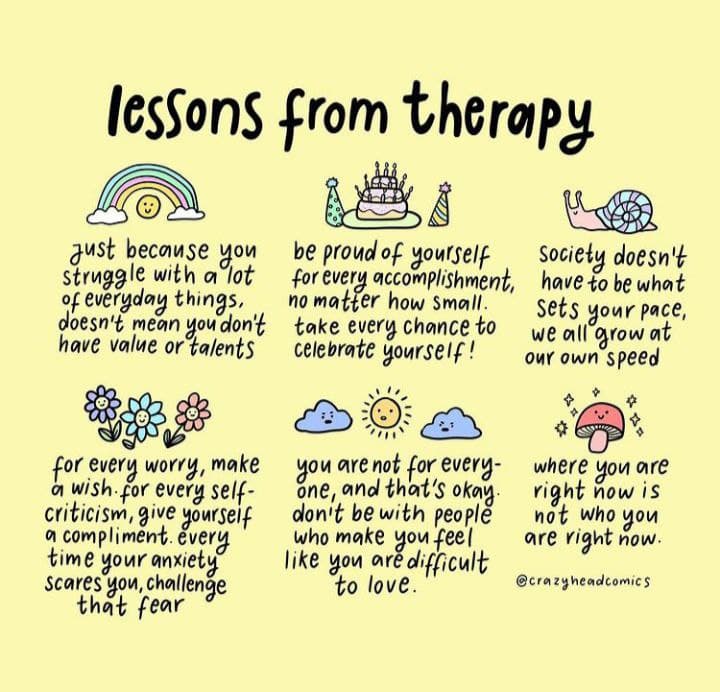 lessons from therapy
Just because you
struggle with a lot
of everyday things,
doesn't mean you don't
have value or talents
be proud of yourself
for every accomplishment,
no matter how small.
take every chance to
celebrate yourself!
Society doesn't
have to be what
sets your pace,
we all grow at
our own speed
for every worry, make
a wish. for every self-
criticism, give yourself
a compliment. every
time your anxiety
scares you, challenge
that fear
you are not for every-
one, and that's okay.
don't be with people
who make you feel
like you are difficult
to love.
where you are
right now is
not who you
are right now.
@crazyheadcomics